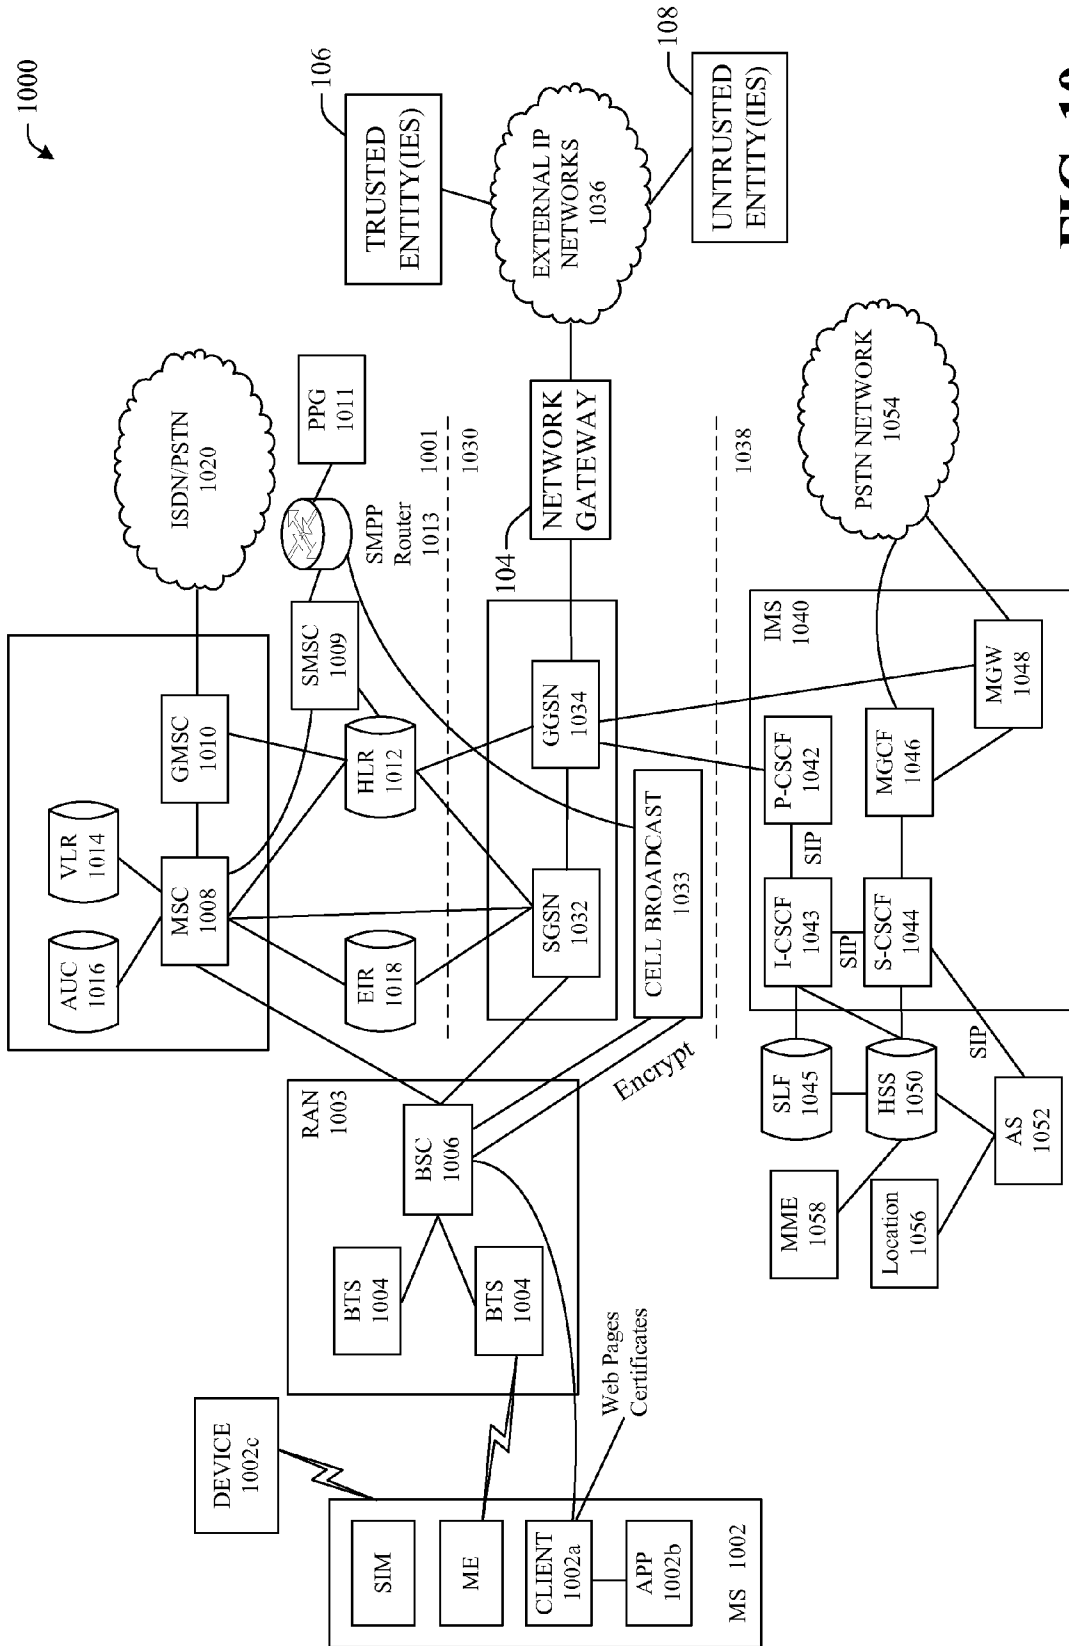 1000
TRUSTED
ENTITY(IES)
106
EXTERNAL IP
NETWORKS
1036
UNTRUSTED
ENTITY(IES)
108
ISDN/PSTN
1020
PPG
1011
SMPP
Router
1013
1001
1030
NETWORK
GATEWAY
104
1038
PSTN NETWORK
1054
GMSC
1010
SMSC
1009
VLR
1014
MSC
1008
AUC
1016
HLR
1012
EIR
1018
GGSN
1034
SGSN
1032
CELL BROADCAST
1033
Encrypt
IMS
1040
MGW
1048
P-CSCF
1042
MGCF
1046
SIP
I-CSCF
1043
SIP
S-CSCF
1044
SIP
SLF
1045
HSS
1050
AS
1052
MME
1058
Location
1056
RAN
1003
BSC
1006
BTS
1004
BTS
1004
Web Pages
Certificates
DEVICE
1002c
SIM
ME
CLIENT
1002a
APP
1002b
MS 1002
FIG. 10